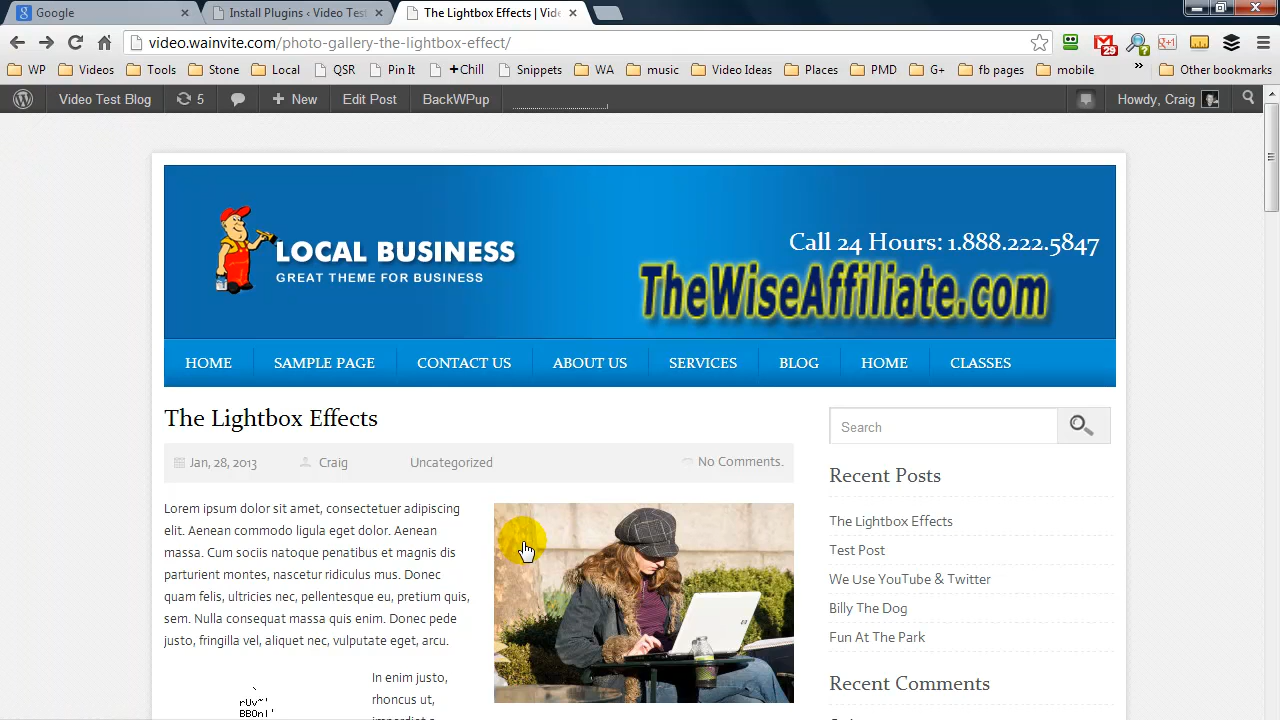 Google
Install Plugins ‹ Video Test
The Lightbox Effects | Vide
video.wainvite.com/photo-gallery-the-lightbox-effect/
29
WP
Videos
Tools
Stone
Local
QSR
Pin It
+Chill
Snippets
WA
music
Video Ideas
Places
PMD
G+
fb pages
mobile
»
Other bookmarks
Video Test Blog
5
+ New
Edit Post
BackWPup
Howdy, Craig
LOCAL BUSINESS
GREAT THEME FOR BUSINESS
Call 24 Hours: 1.888.222.5847
TheWiseAffiliate.com
HOME
SAMPLE PAGE
CONTACT US
ABOUT US
SERVICES
BLOG
HOME
CLASSES
The Lightbox Effects
Jan, 28, 2013
Craig
Uncategorized
No Comments.
Lorem ipsum dolor sit amet, consectetuer adipiscing
elit. Aenean commodo ligula eget dolor. Aenean
massa. Cum sociis natoque penatibus et magnis dis
parturient montes, nascetur ridiculus mus. Donec
quam felis, ultricies nec, pellentesque eu, pretium quis,
sem. Nulla consequat massa quis enim. Donec pede
justo, fringilla vel, aliquet nec, vulputate eget, arcu.
In enim justo,
rhoncus ut,
Search
Recent Posts
The Lightbox Effects
Test Post
We Use YouTube & Twitter
Billy The Dog
Fun At The Park
Recent Comments